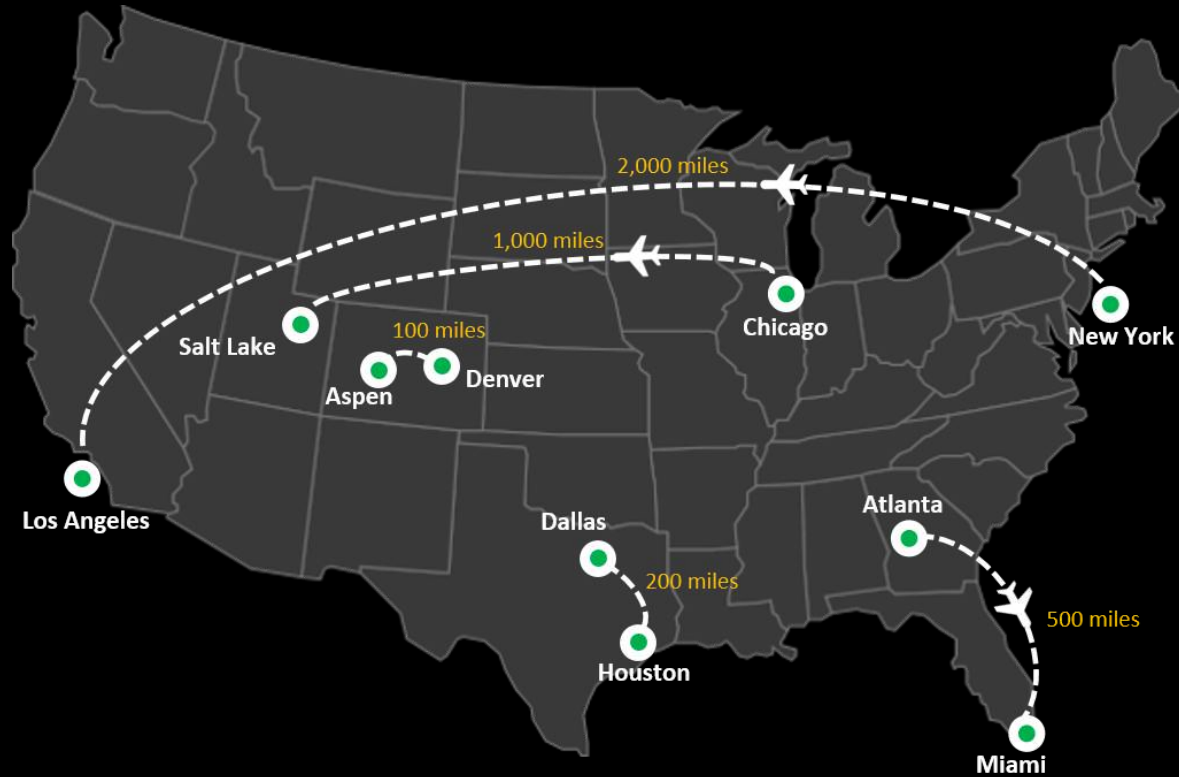 2,000 miles
1,000 miles
Chicago
New York
Salt Lake
100 miles
Aspen
Denver
Los Angeles
Dallas
Atlanta
200 miles
500 miles
Houston
Miami